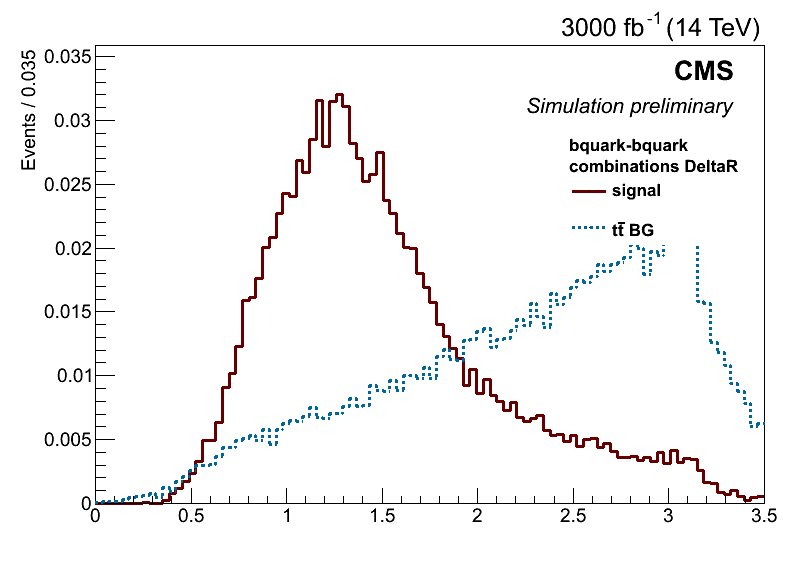 3000 fb-1 (14 TeV)
Events / 0.035
CMS
Simulation preliminary
bquark-bquark
combinations DeltaR
signal
tt̄ BG
0.035
0.03
0.025
0.02
0.015
0.01
0.005
0
0 0.5 1 1.5 2 2.5 3 3.5